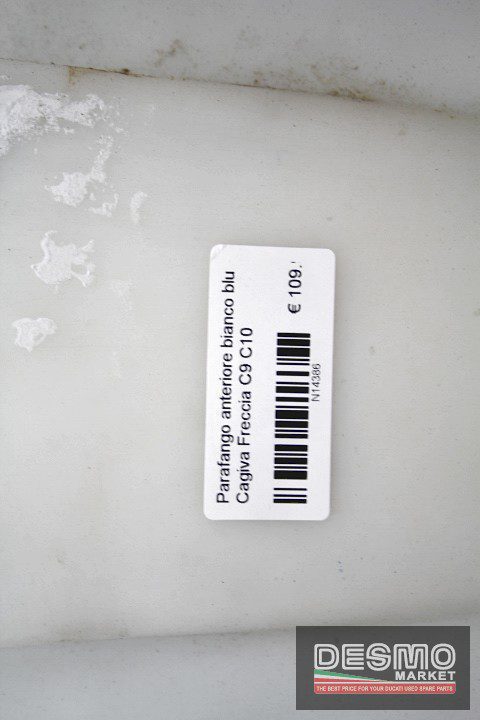 Parafango anteriore bianco blu
Cagiva Freccia C9 C10
€ 109.
N14386
DESMO
MARKET
THE BEST PRICE FOR YOUR DUCATI USED SPARE PARTS